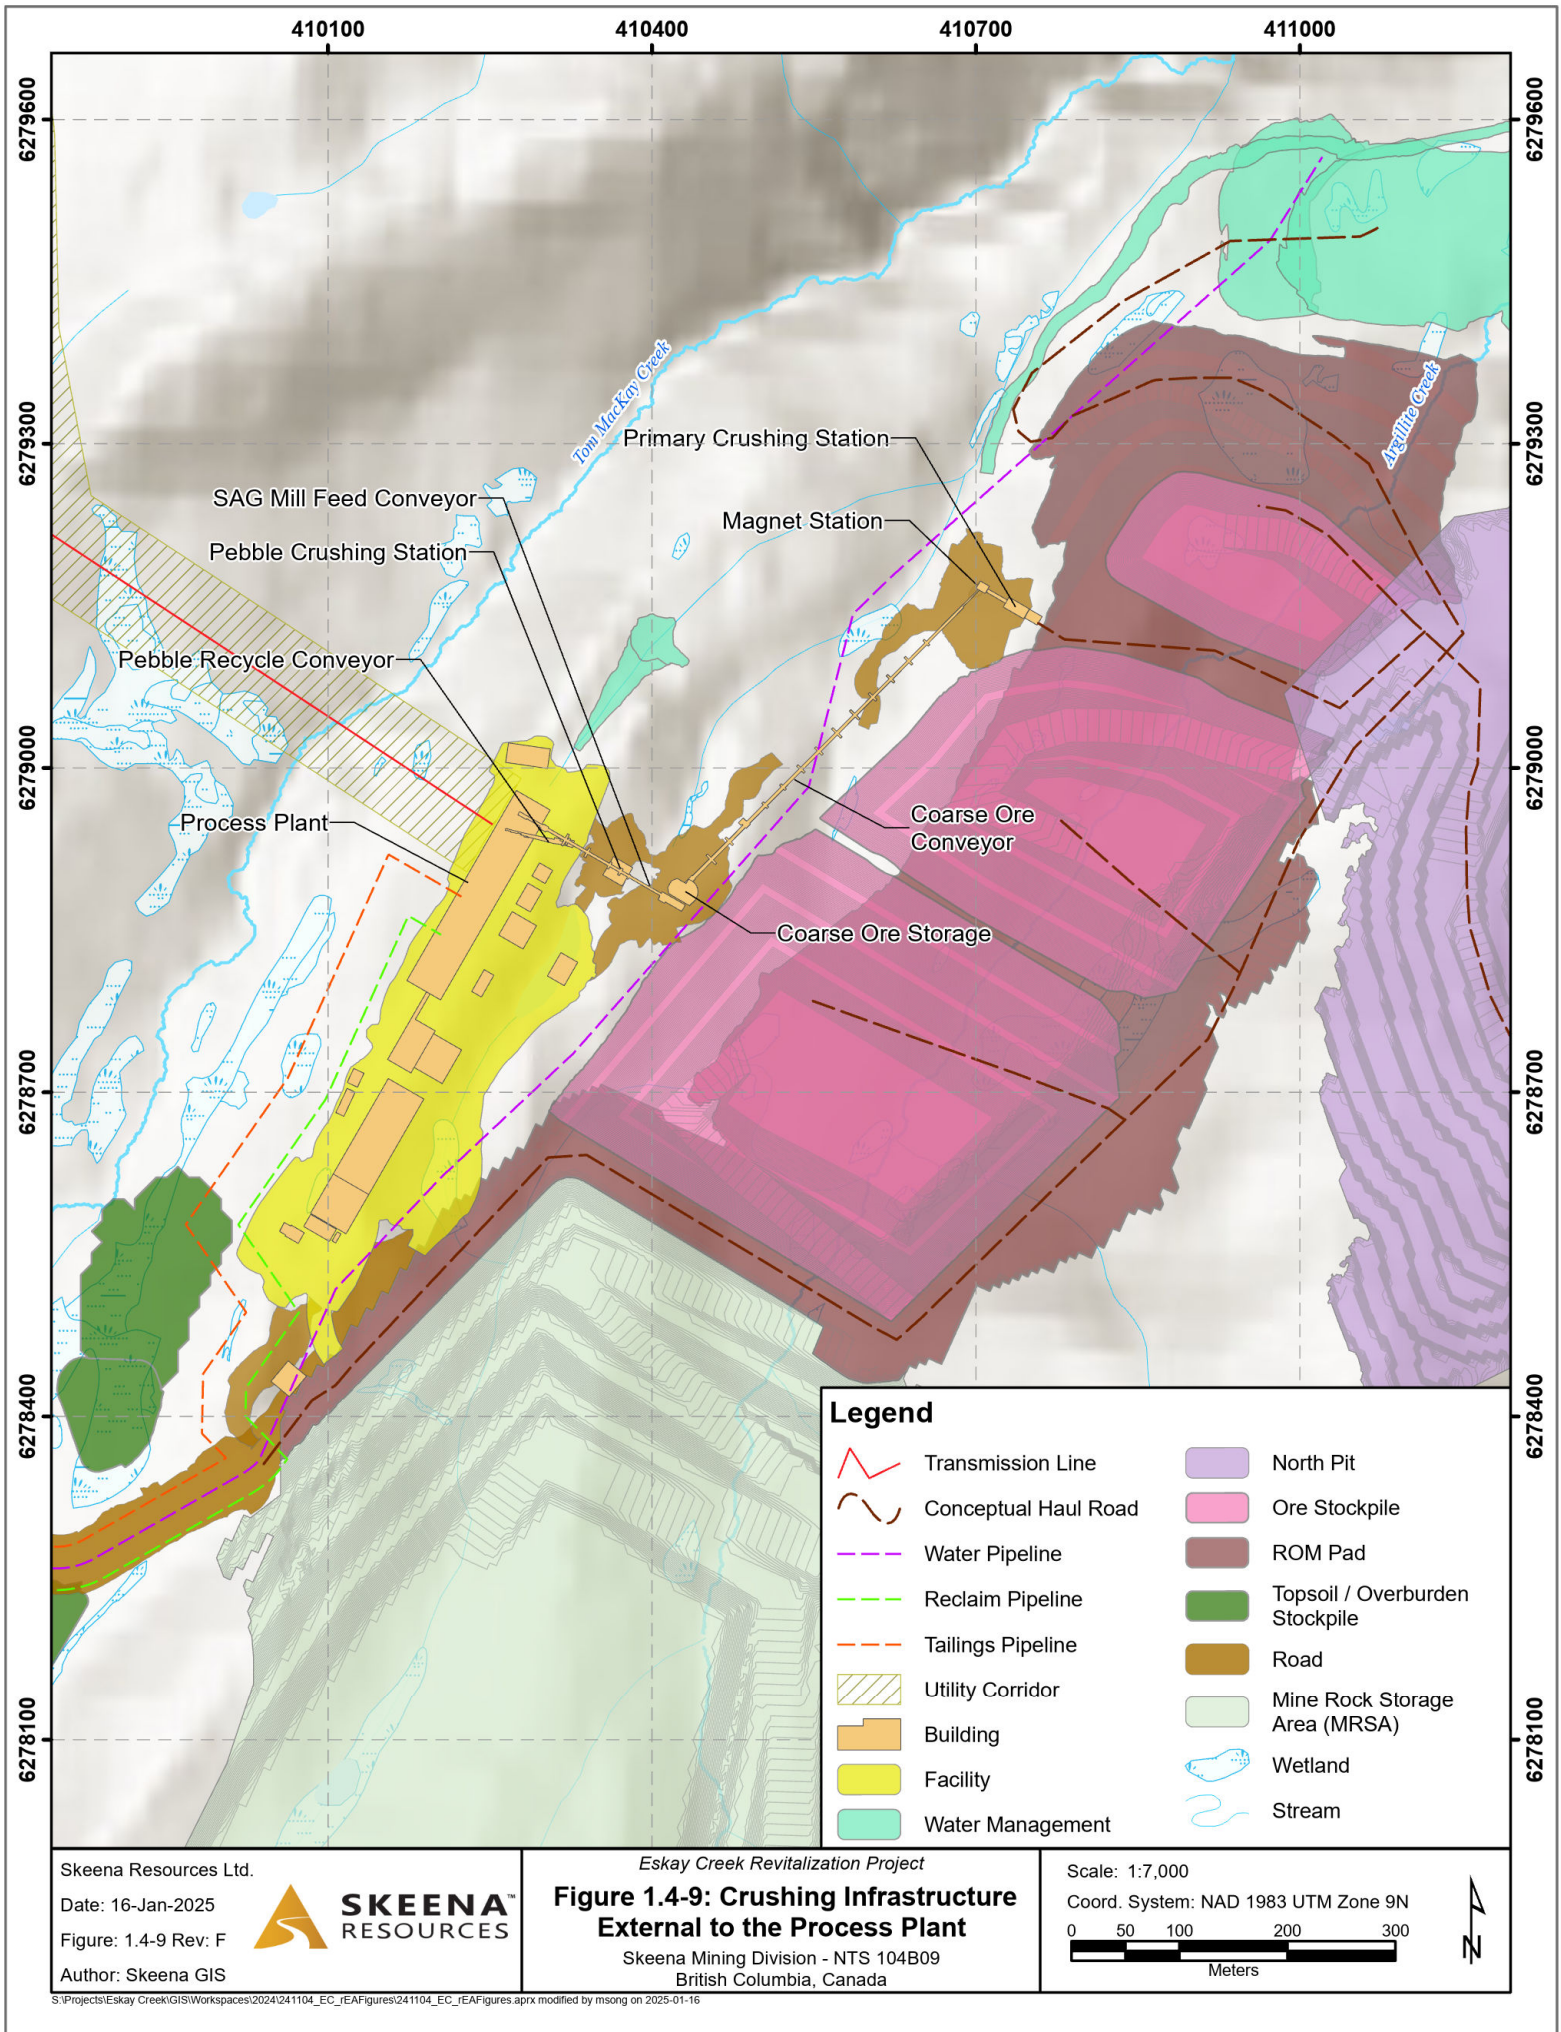 410100
410400
410700
411000
6279600
6279600
Tom MacKay Creek
Argillite Creek
6279300
6279300
Primary Crushing Station
SAG Mill Feed Conveyor
Magnet Station
Pebble Crushing Station
Pebble Recycle Conveyor
6279000
6279000
Process Plant
Coarse Ore
Conveyor
Coarse Ore Storage
6278700
6278700
6278400
6278400
Legend
Transmission Line
Conceptual Haul Road
Water Pipeline
Reclaim Pipeline
Tailings Pipeline
Utility Corridor
Building
Facility
Water Management
North Pit
Ore Stockpile
ROM Pad
Topsoil / Overburden
Stockpile
Road
Mine Rock Storage
Area (MRSA)
Wetland
Stream
6278100
6278100
Skeena Resources Ltd.
Date: 16-Jan-2025
Figure: 1.4-9 Rev: F
Author: Skeena GIS
SKEENA™
RESOURCES
Eskay Creek Revitalization Project
Figure 1.4-9: Crushing Infrastructure
External to the Process Plant
Skeena Mining Division - NTS 104B09
British Columbia, Canada
Scale: 1:7,000
Coord. System: NAD 1983 UTM Zone 9N
0 50 100 200 300
Meters
N
S:\Projects\Eskay Creek\GIS\Workspaces\2024\241104_EC_rEAFigures\241104_EC_rEAFigures.aprx modified by msong on 2025-01-16